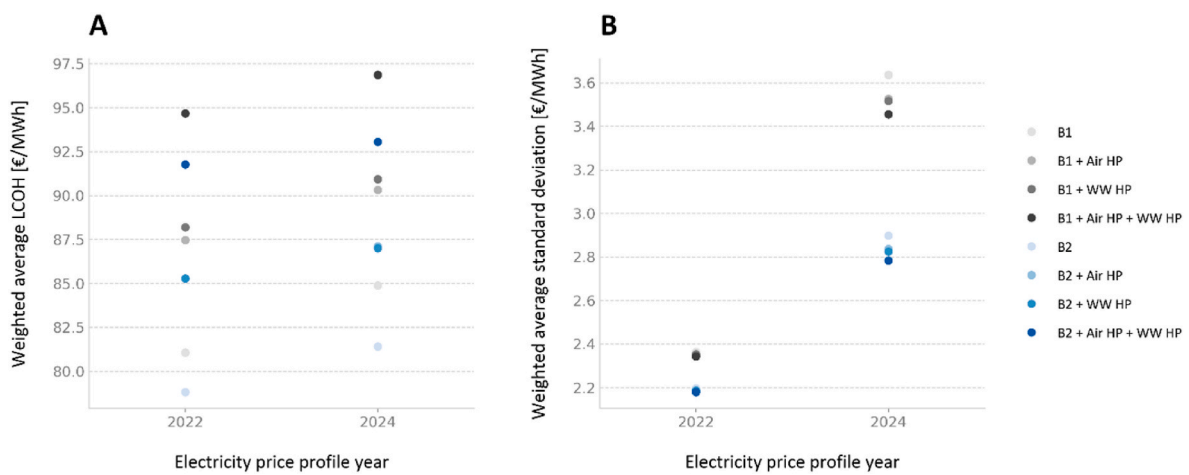 A
Weighted average LCOH [€/MWh]
97.5
95.0
92.5
90.0
87.5
85.0
82.5
80.0
2022
2024
Electricity price profile year
B
Weighted average standard deviation [€/MWh]
3.6
3.4
3.2
3.0
2.8
2.6
2.4
2.2
2022
2024
Electricity price profile year
B1
B1 + Air HP
B1 + WW HP
B1 + Air HP + WW HP
B2
B2 + Air HP
B2 + WW HP
B2 + Air HP + WW HP